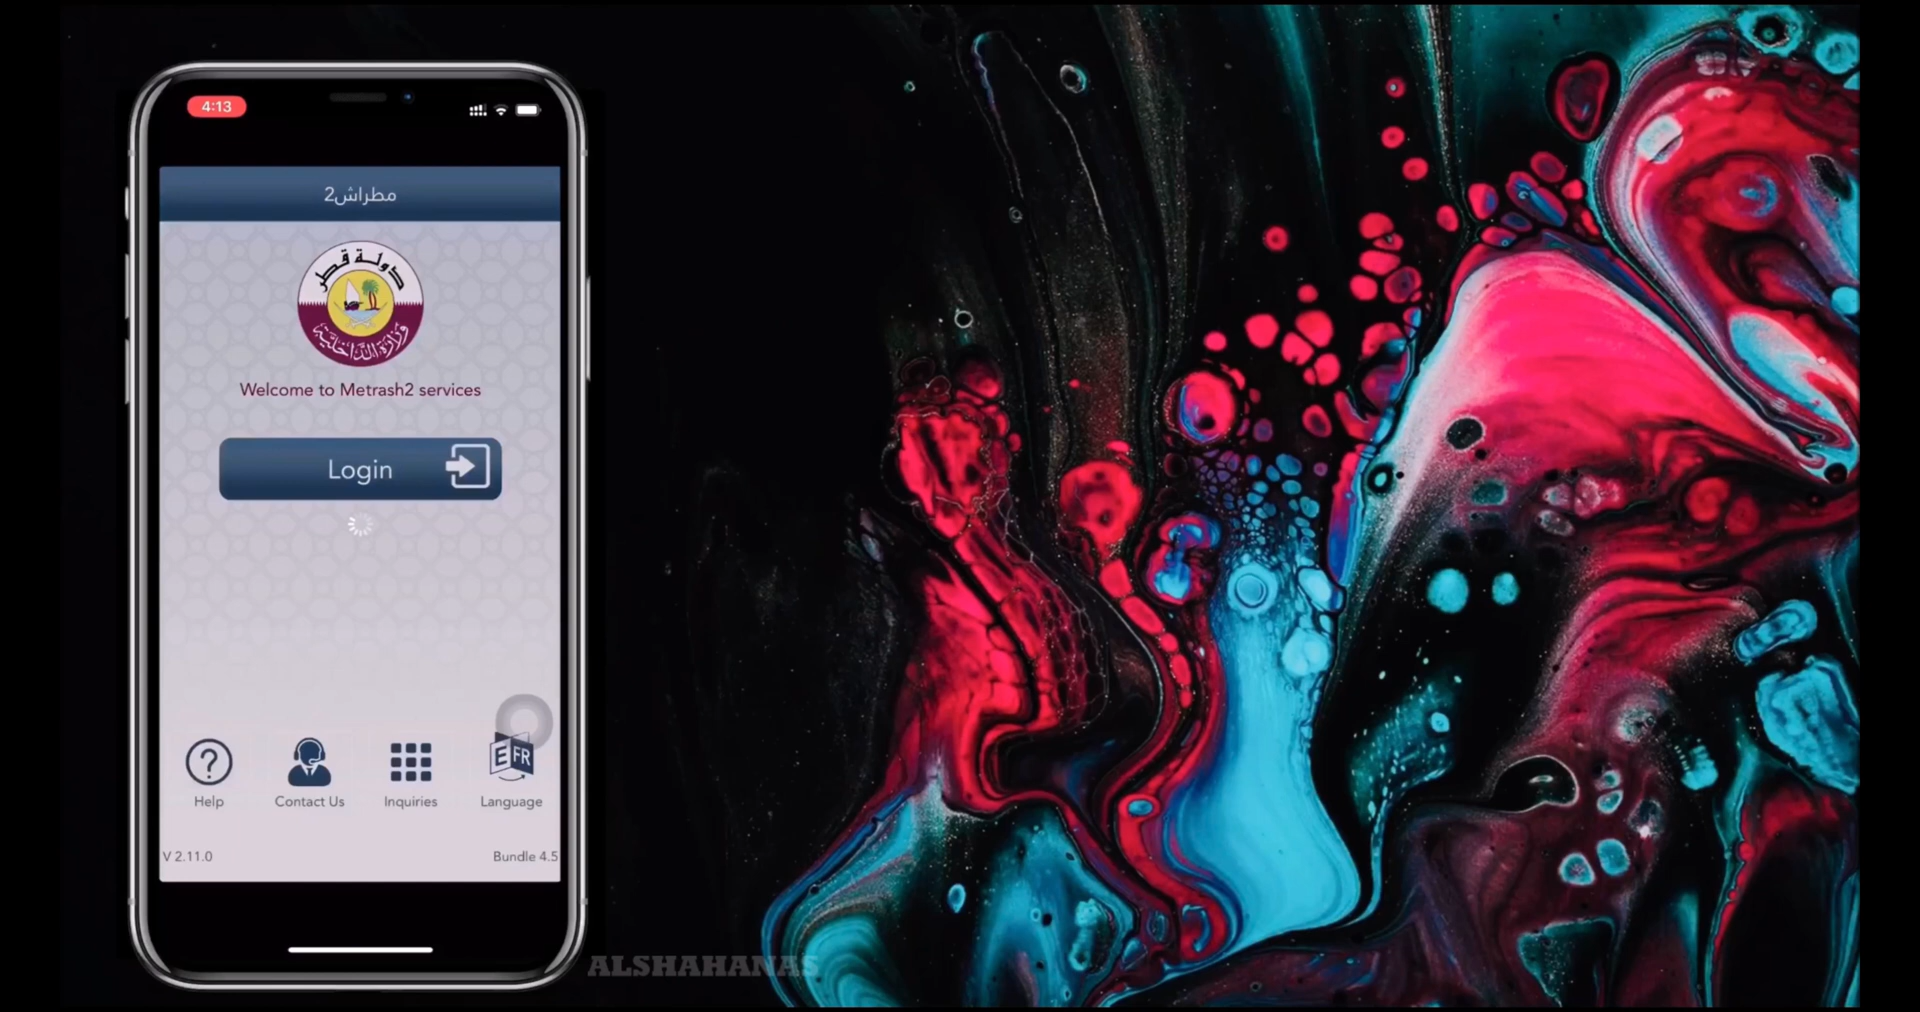 4:13
مطراش2
دولة قطر
وزارة الداخلية
Welcome to Metrash2 services
Login
E FR
Help
Contact Us
Inquiries
Language
V 2.11.0
Bundle 4.5
ALSHAHANAS